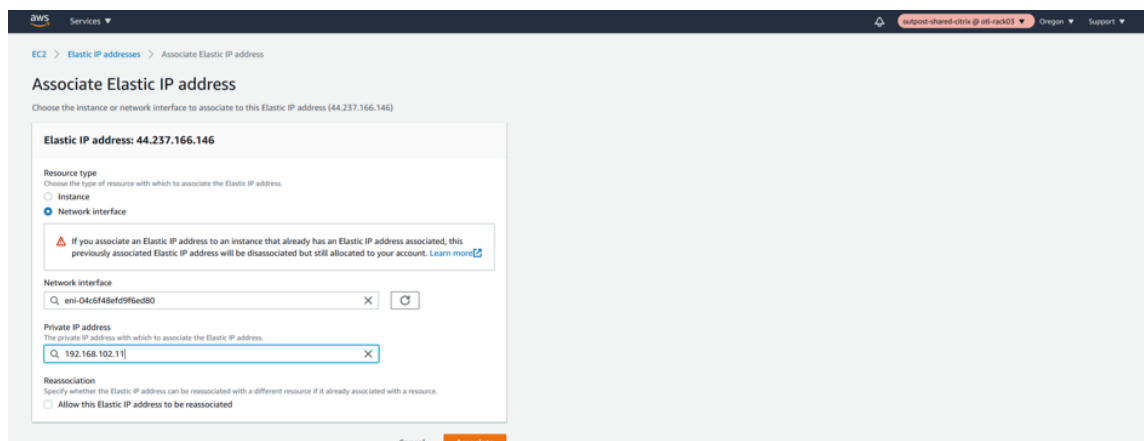 aws Services ▼ outpost-shared-citrix @ otl-rack03 ▼ Oregon ▼ Support ▼
EC2 > Elastic IP addresses > Associate Elastic IP address
Associate Elastic IP address
Choose the instance or network interface to associate to this Elastic IP address (44.237.166.146)
Elastic IP address: 44.237.166.146
Resource type
Choose the type of resource with which to associate the Elastic IP address.
Instance
Network interface
If you associate an Elastic IP address to an instance that already has an Elastic IP address associated, this
previously associated Elastic IP address will be disassociated but still allocated to your account. Learn more
Network interface
eni-04c6f48efd9f6ed80
Private IP address
The private IP address with which to associate the Elastic IP address.
192.168.102.11
Reassociation
Specify whether the Elastic IP address can be reassociated with a different resource if it already associated with a resource.
Allow this Elastic IP address to be reassociated